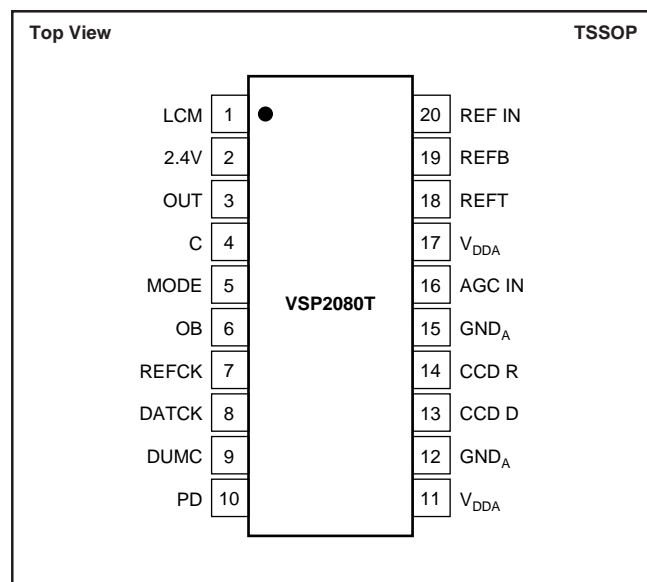 Top View TSSOP
LCM 1 20 REF IN
2.4V 2 19 REFB
OUT 3 18 REFT
C 4 17 VDDA
MODE 5 16 AGC IN
VSP2080T
OB 6 15 GNDA
REFCK 7 14 CCD R
DATCK 8 13 CCD D
DUMC 9 12 GNDA
PD 10 11 VDDA